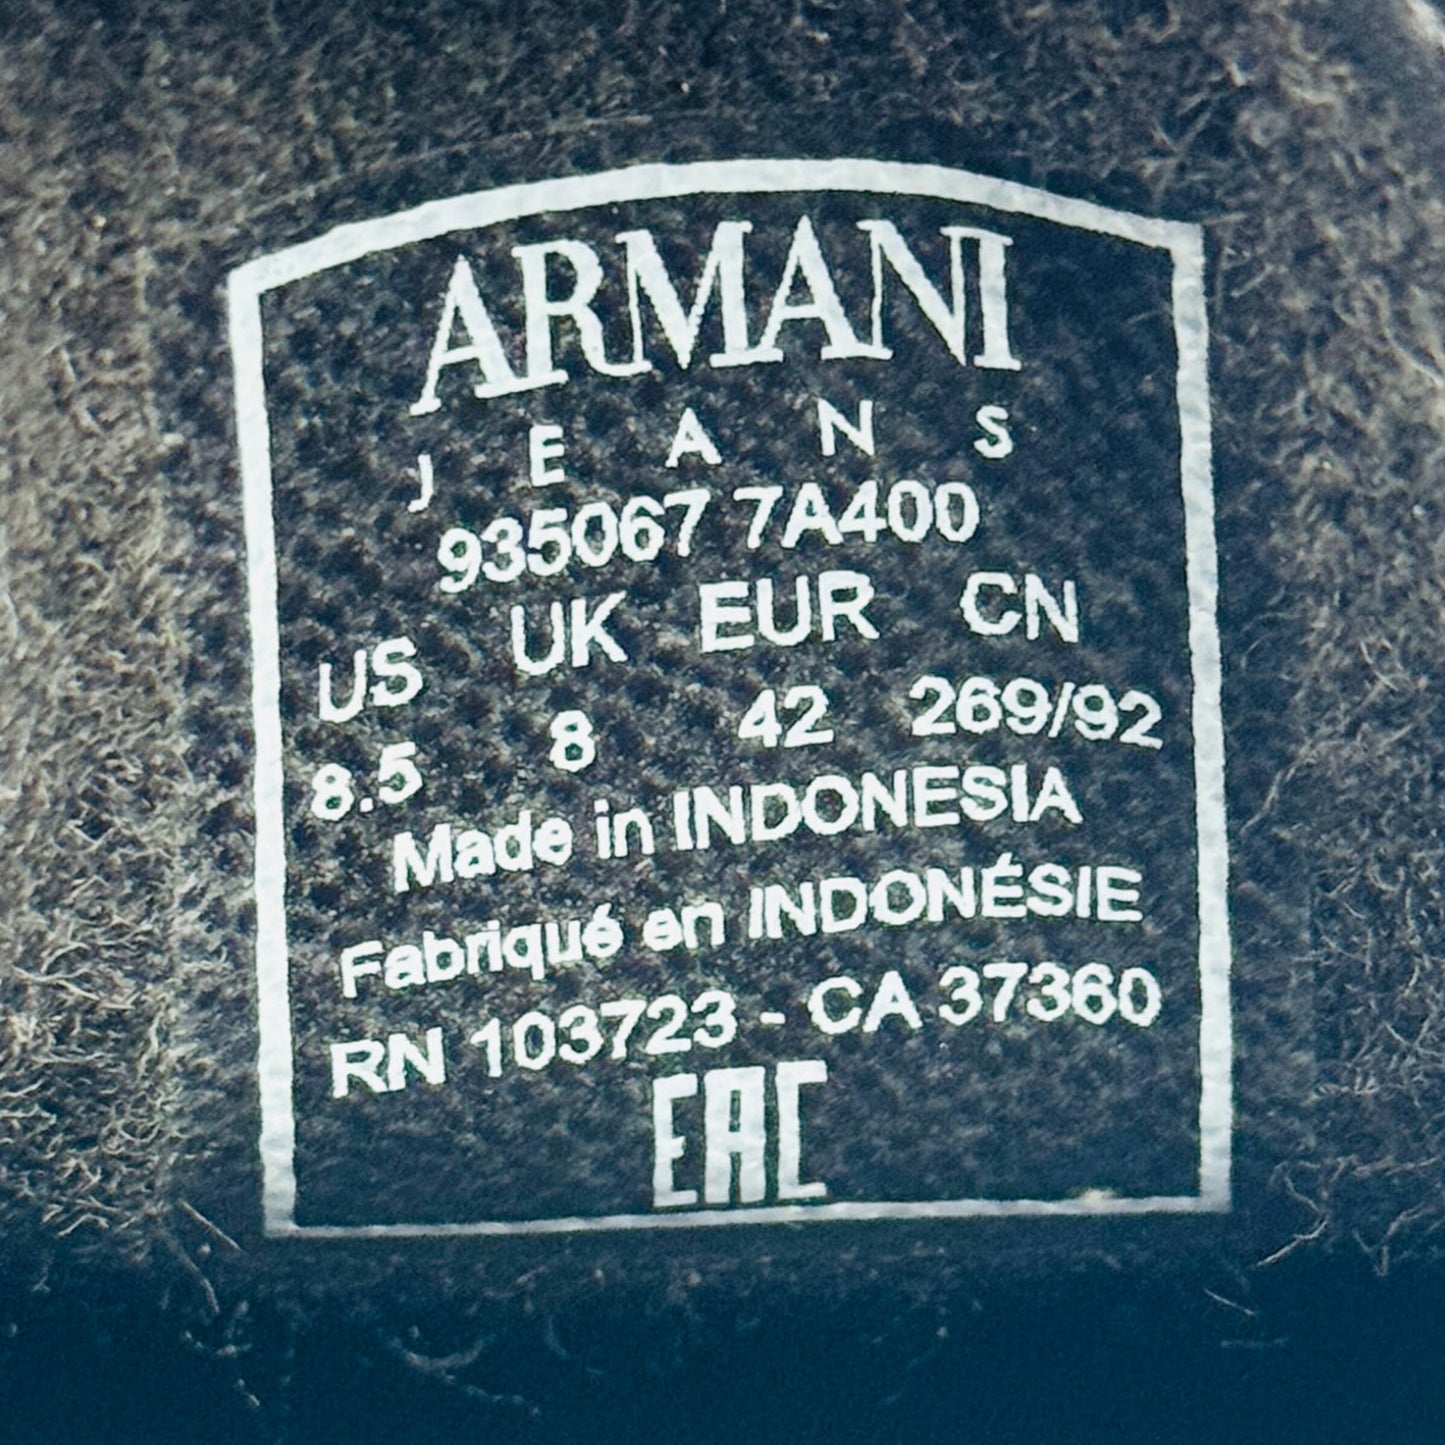 ARMANI
JEANS
935067 7A400
US UK EUR CN
8.5 8 42 269/92
Made in INDONESIA
Fabriqué en INDONÉSIE
RN 103723 - CA 37360
EAC